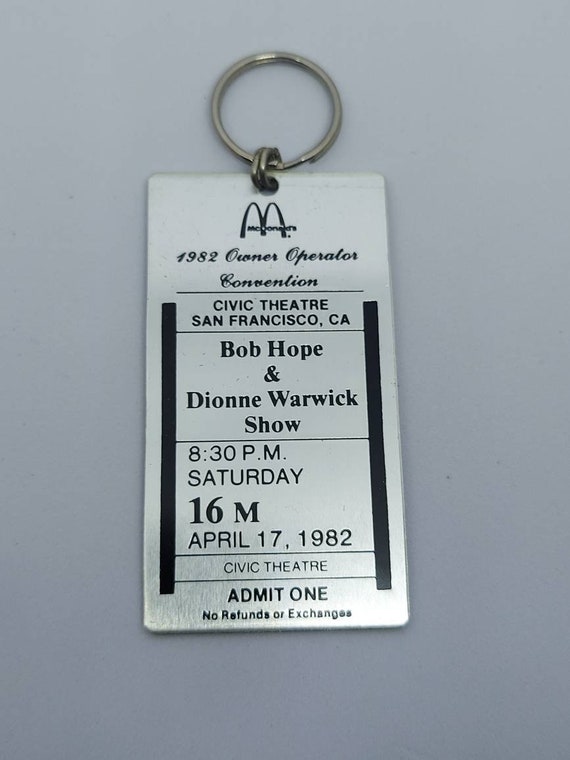 McDonald's
1982 Owner Operator
Convention
CIVIC THEATRE
SAN FRANCISCO, CA
Bob Hope
&
Dionne Warwick
Show
8:30 P.M.
SATURDAY
16 M
APRIL 17, 1982
CIVIC THEATRE
ADMIT ONE
No Refunds or Exchanges